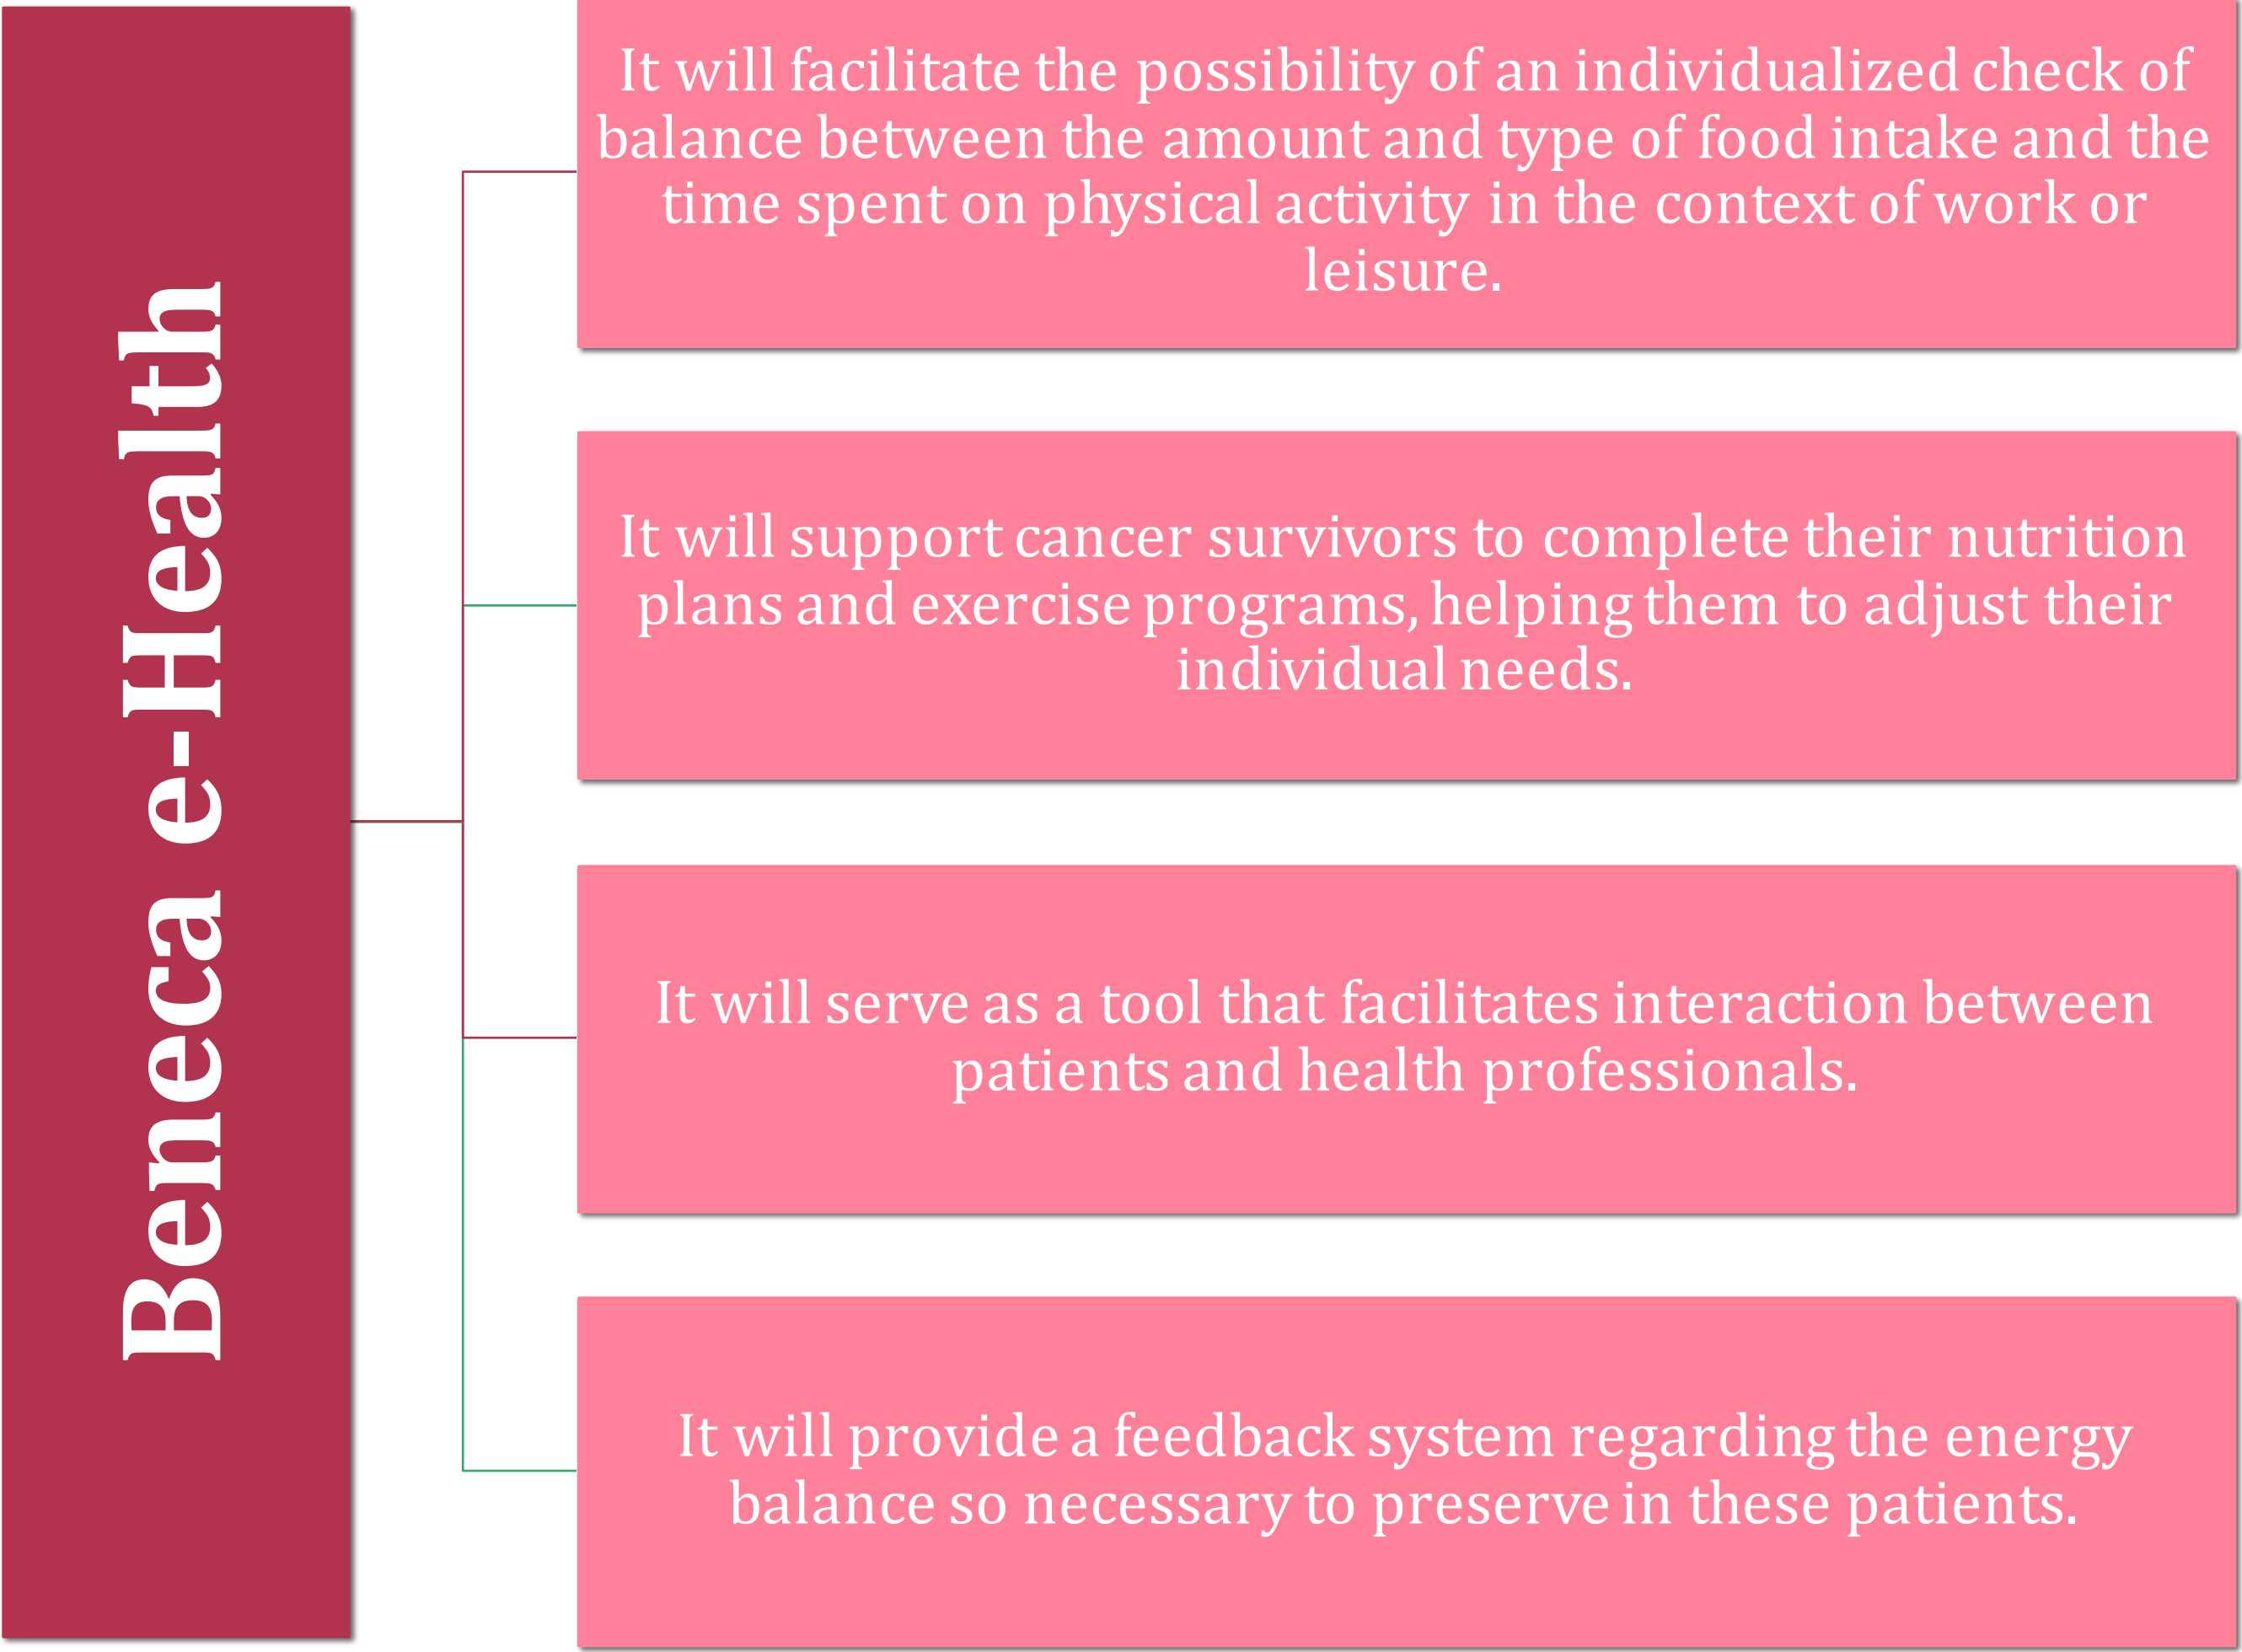 Beneca e-Health
It will facilitate the possibility of an individualized check of
balance between the amount and type of food intake and the
time spent on physical activity in the context of work or
leisure.
It will support cancer survivors to complete their nutrition
plans and exercise programs, helping them to adjust their
individual needs.
It will serve as a tool that facilitates interaction between
patients and health professionals.
It will provide a feedback system regarding the energy
balance so necessary to preserve in these patients.